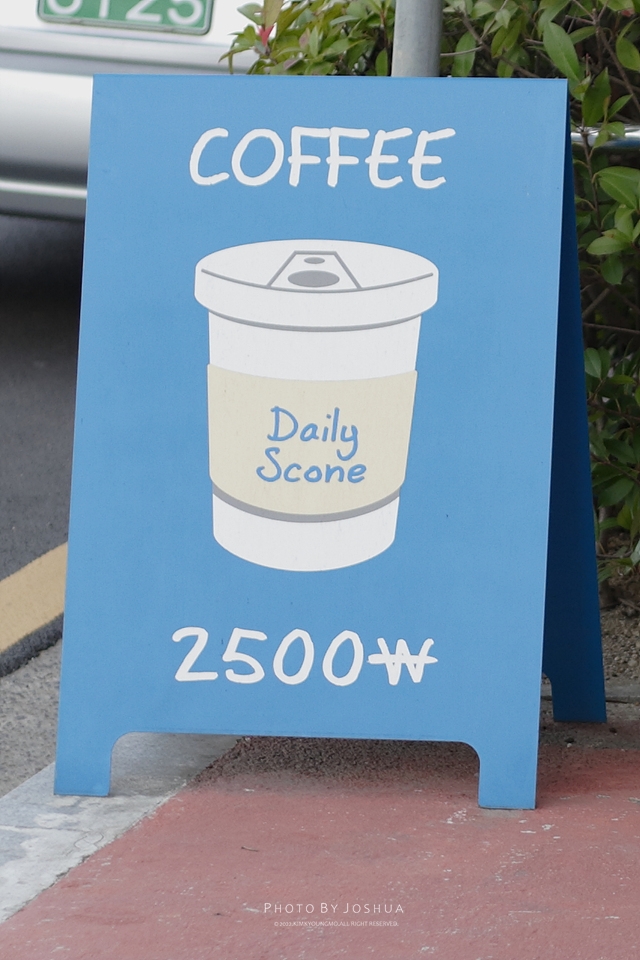 COFFEE
Daily
Scone
2500₩
PHOTO BY JOSHUA